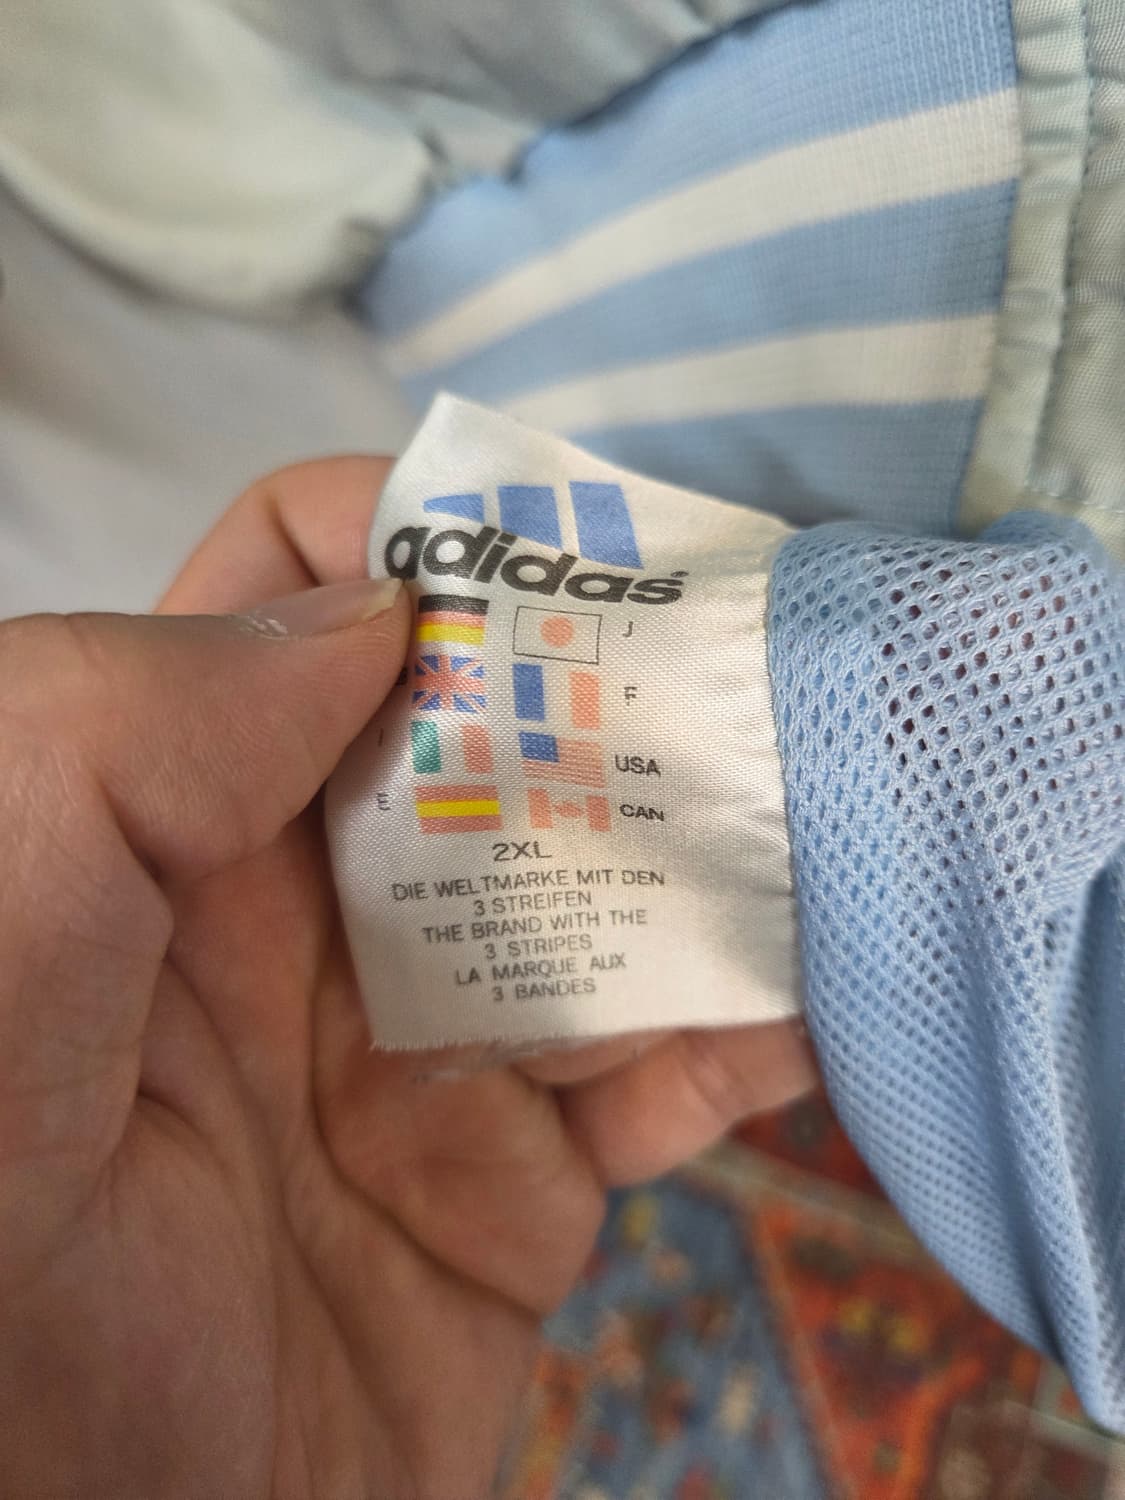 adidas®
J
F
I
USA
E
CAN
2XL
DIE WELTMARKE MIT DEN
3 STREIFEN
THE BRAND WITH THE
3 STRIPES
LA MARQUE AUX
3 BANDES